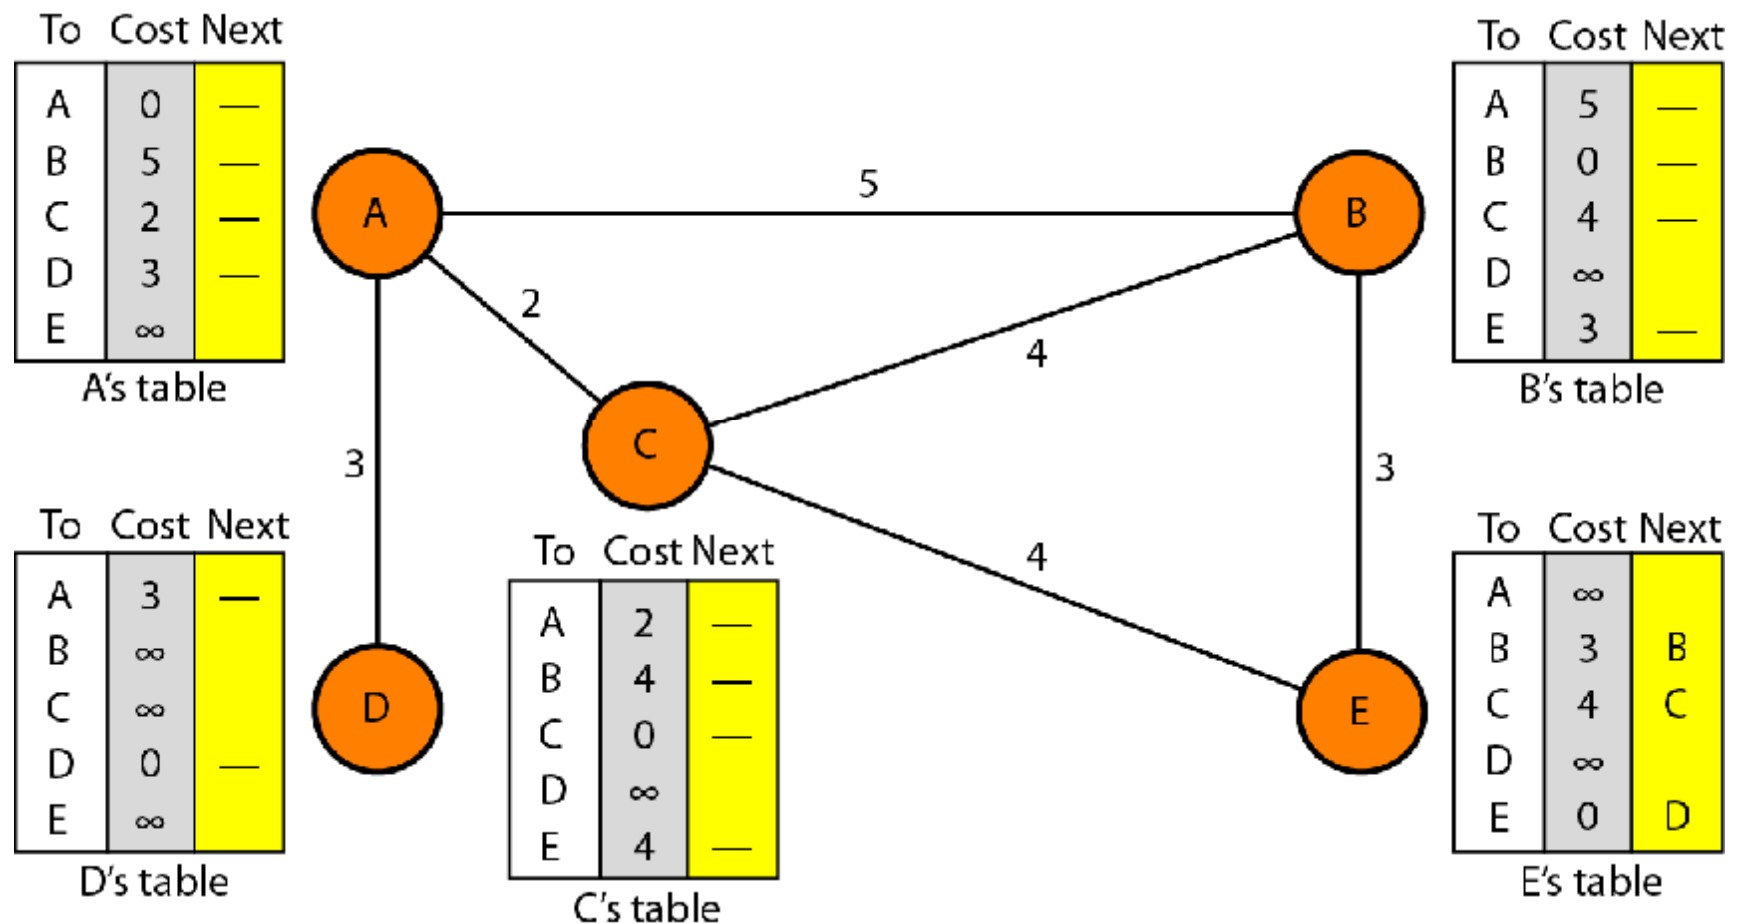 To Cost Next
A 0 —
B 5 —
C 2 —
D 3 —
E ∞
A's table
To Cost Next
A 5 —
B 0 —
C 4 —
D ∞
E 3 —
B's table
A
5
B
2
4
C
3
3
4
D
E
To Cost Next
A 3 —
B ∞
C ∞
D 0 —
E ∞
D's table
To Cost Next
A 2 —
B 4 —
C 0 —
D ∞
E 4 —
C's table
To Cost Next
A ∞
B 3 B
C 4 C
D ∞
E 0 D
E's table